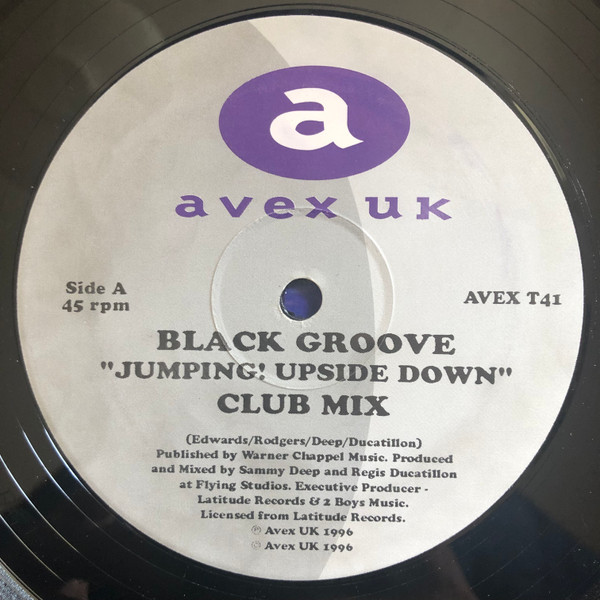 a
avex uk
Side A
45 rpm
AVEX T41
BLACK GROOVE
"JUMPING! UPSIDE DOWN"
CLUB MIX
(Edwards/Rodgers/Deep/Ducatillon)
Published by Warner Chappel Music. Produced
and Mixed by Sammy Deep and Regis Ducatillon
at Flying Studios. Executive Producer -
Latitude Records & 2 Boys Music.
Licensed from Latitude Records.
℗ Avex UK 1996
© Avex UK 1996